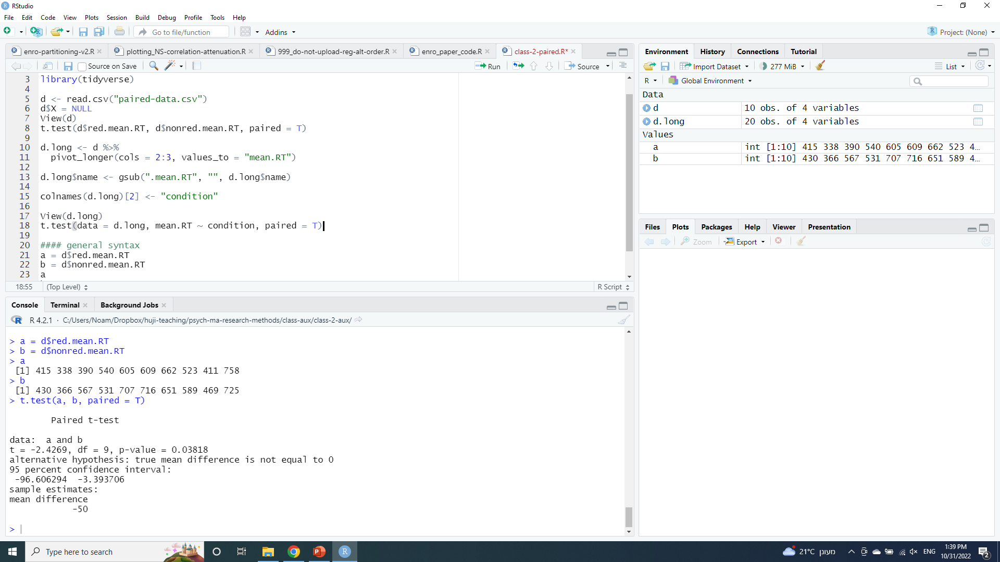 RStudio
File Edit Code View Plots Session Build Debug Profile Tools Help
Go to file/function Addins Project: (None)
enro-partitioning-v2.R plotting_NS-correlation-attenuation.R 999_do-not-upload-reg-alt-order.R enro_paper_code.R class-2-paired.R*
Source on Save Run Source
3 library(tidyverse)
4
5 d <- read.csv("paired-data.csv")
6 d$X = NULL
7 View(d)
8 t.test(d$red.mean.RT, d$nonred.mean.RT, paired = T)
9
10 d.long <- d %>%
11 pivot_longer(cols = 2:3, values_to = "mean.RT")
12
13 d.long$name <- gsub(".mean.RT", "", d.long$name)
14
15 colnames(d.long)[2] <- "condition"
16
17 View(d.long)
18 t.test(data = d.long, mean.RT ~ condition, paired = T)
19
20 #### general syntax
21 a = d$red.mean.RT
22 b = d$nonred.mean.RT
23 a
18:55 (Top Level) R Script
Console Terminal Background Jobs
R 4.2.1 · C:/Users/Noam/Dropbox/huji-teaching/psych-ma-research-methods/class-aux/class-2-aux/
> a = d$red.mean.RT
> b = d$nonred.mean.RT
> a
[1] 415 338 390 540 605 609 662 523 411 758
> b
[1] 430 366 567 531 707 716 651 589 469 725
> t.test(a, b, paired = T)
Paired t-test
data: a and b
t = -2.4269, df = 9, p-value = 0.03818
alternative hypothesis: true mean difference is not equal to 0
95 percent confidence interval:
-96.606294 -3.393706
sample estimates:
mean difference
-50
>
Environment History Connections Tutorial
Import Dataset 277 MiB List
R Global Environment
Data
d 10 obs. of 4 variables
d.long 20 obs. of 4 variables
Values
a int [1:10] 415 338 390 540 605 609 662 523 4...
b int [1:10] 430 366 567 531 707 716 651 589 4...
Files Plots Packages Help Viewer Presentation
Zoom Export
Type here to search
21°C מעונן ENG 1:39 PM
10/31/2022 2